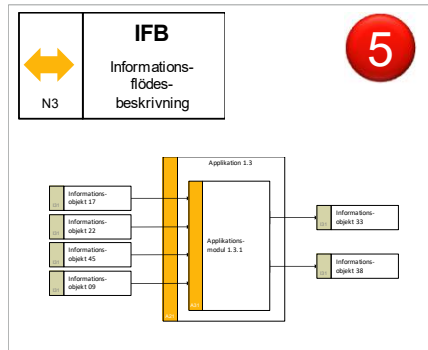 IFB
5
Informations-
flödes-
beskrivning
N3
Applikation 1.3
Informations-
objekt 17
Informations-
objekt 22
Informations-
objekt 45
Informations-
objekt 09
Applikations-
modul 1.3.1
Informations-
objekt 33
Informations-
objekt 38